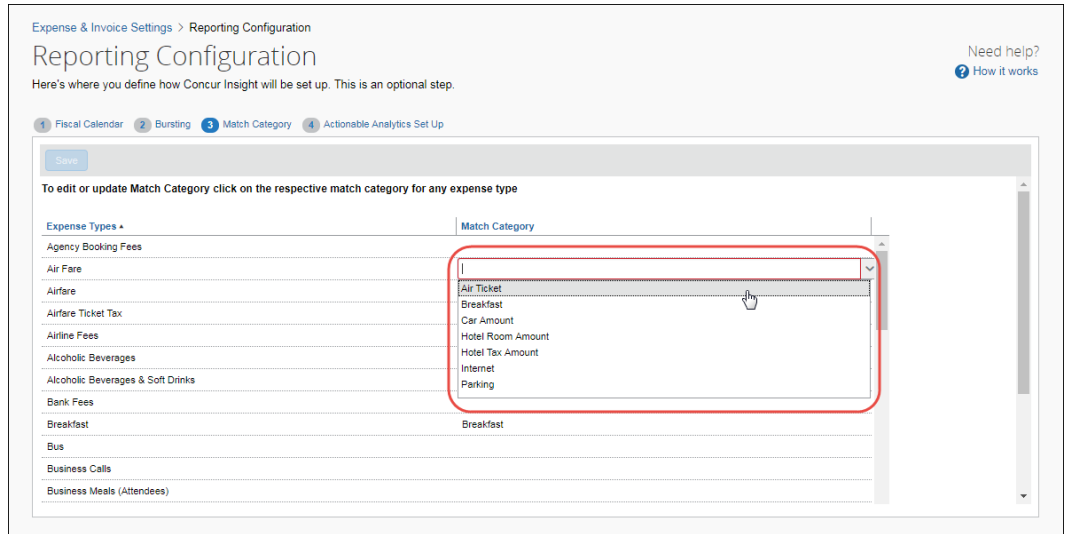 Expense & Invoice Settings > Reporting Configuration
Reporting Configuration
Need help?
Here's where you define how Concur Insight will be set up. This is an optional step.
? How it works
1 Fiscal Calendar 2 Bursting 3 Match Category 4 Actionable Analytics Set Up
Save
To edit or update Match Category click on the respective match category for any expense type
Expense Types Match Category
Agency Booking Fees
Air Fare
Airfare Air Ticket
Breakfast
Airfare Ticket Tax Car Amount
Airline Fees Hotel Room Amount
Alcoholic Beverages Hotel Tax Amount
Internet
Alcoholic Beverages & Soft Drinks Parking
Bank Fees
Breakfast Breakfast
Bus
Business Calls
Business Meals (Attendees)